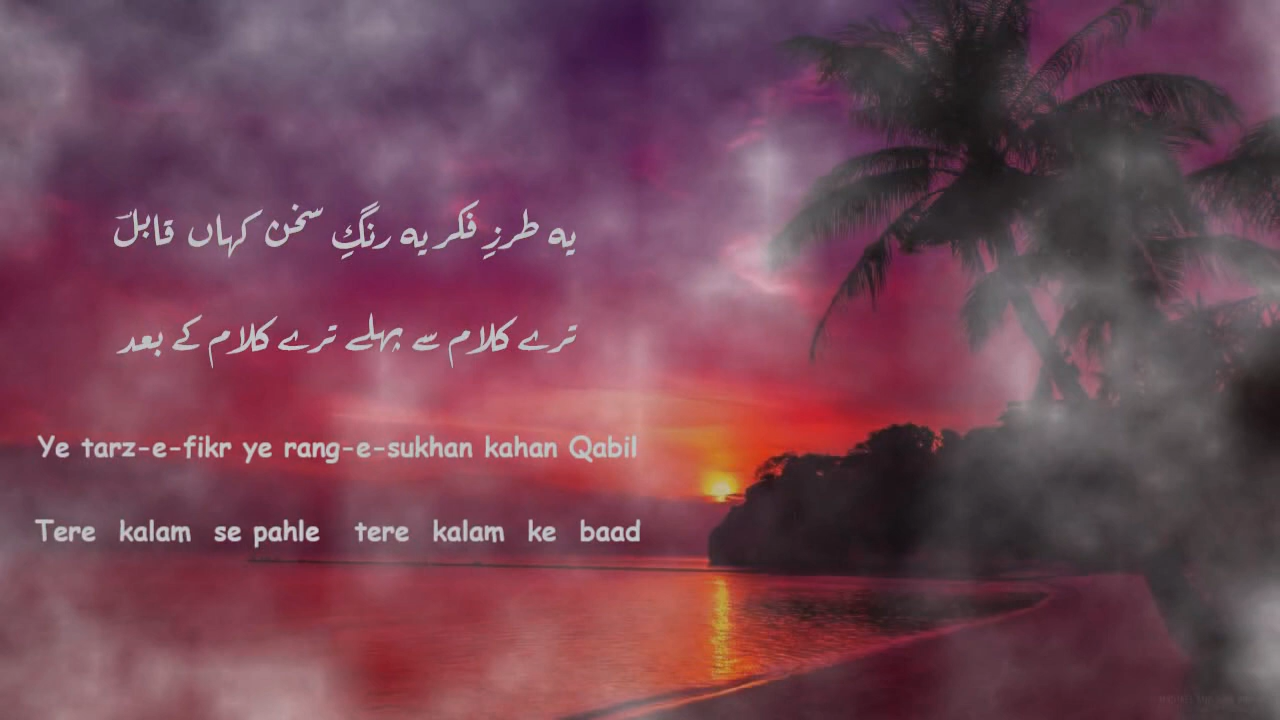 یہ طرزِ فکر یہ رنگِ سخن کہاں قابلؔ
ترے کلام سے پہلے ترے کلام کے بعد
Ye tarz-e-fikr ye rang-e-sukhan kahan Qabil
Tere kalam se pahle tere kalam ke baad